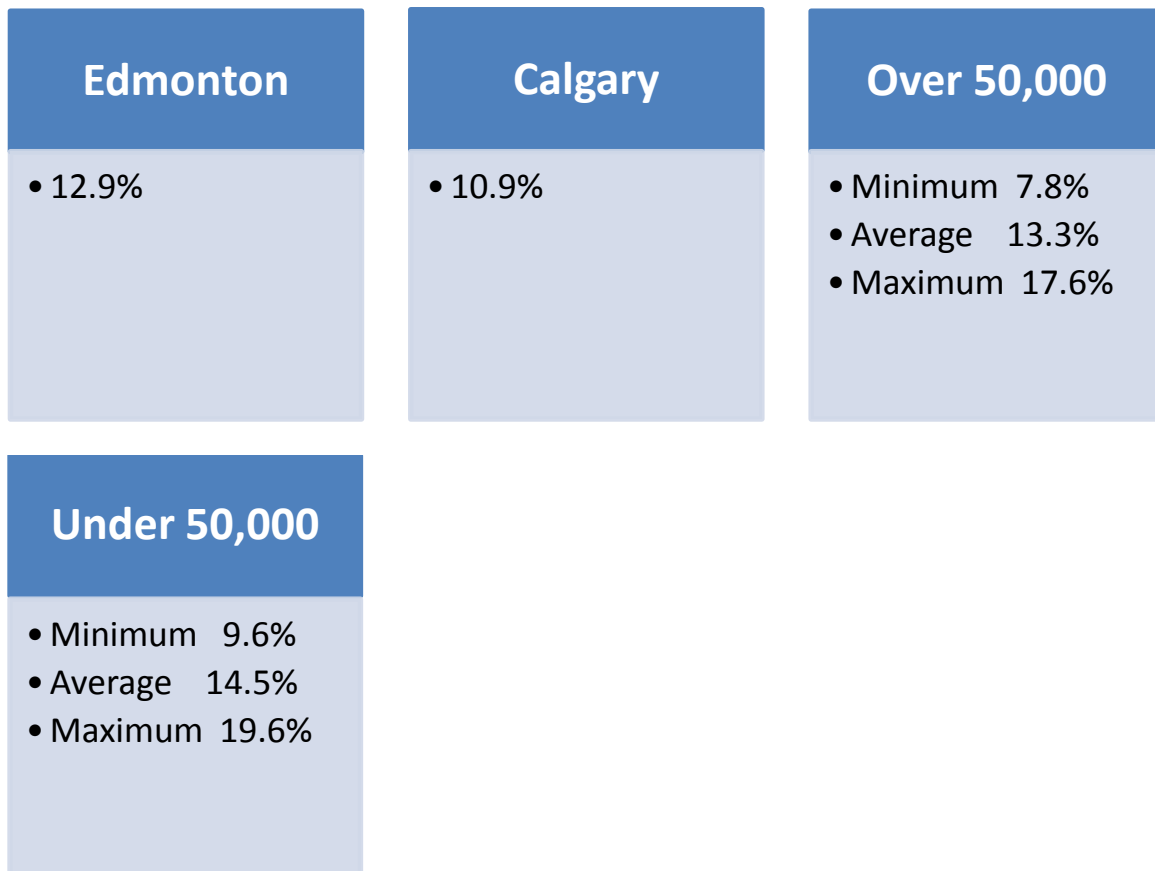 Edmonton
• 12.9%
Calgary
• 10.9%
Over 50,000
• Minimum 7.8%
• Average 13.3%
• Maximum 17.6%
Under 50,000
• Minimum 9.6%
• Average 14.5%
• Maximum 19.6%